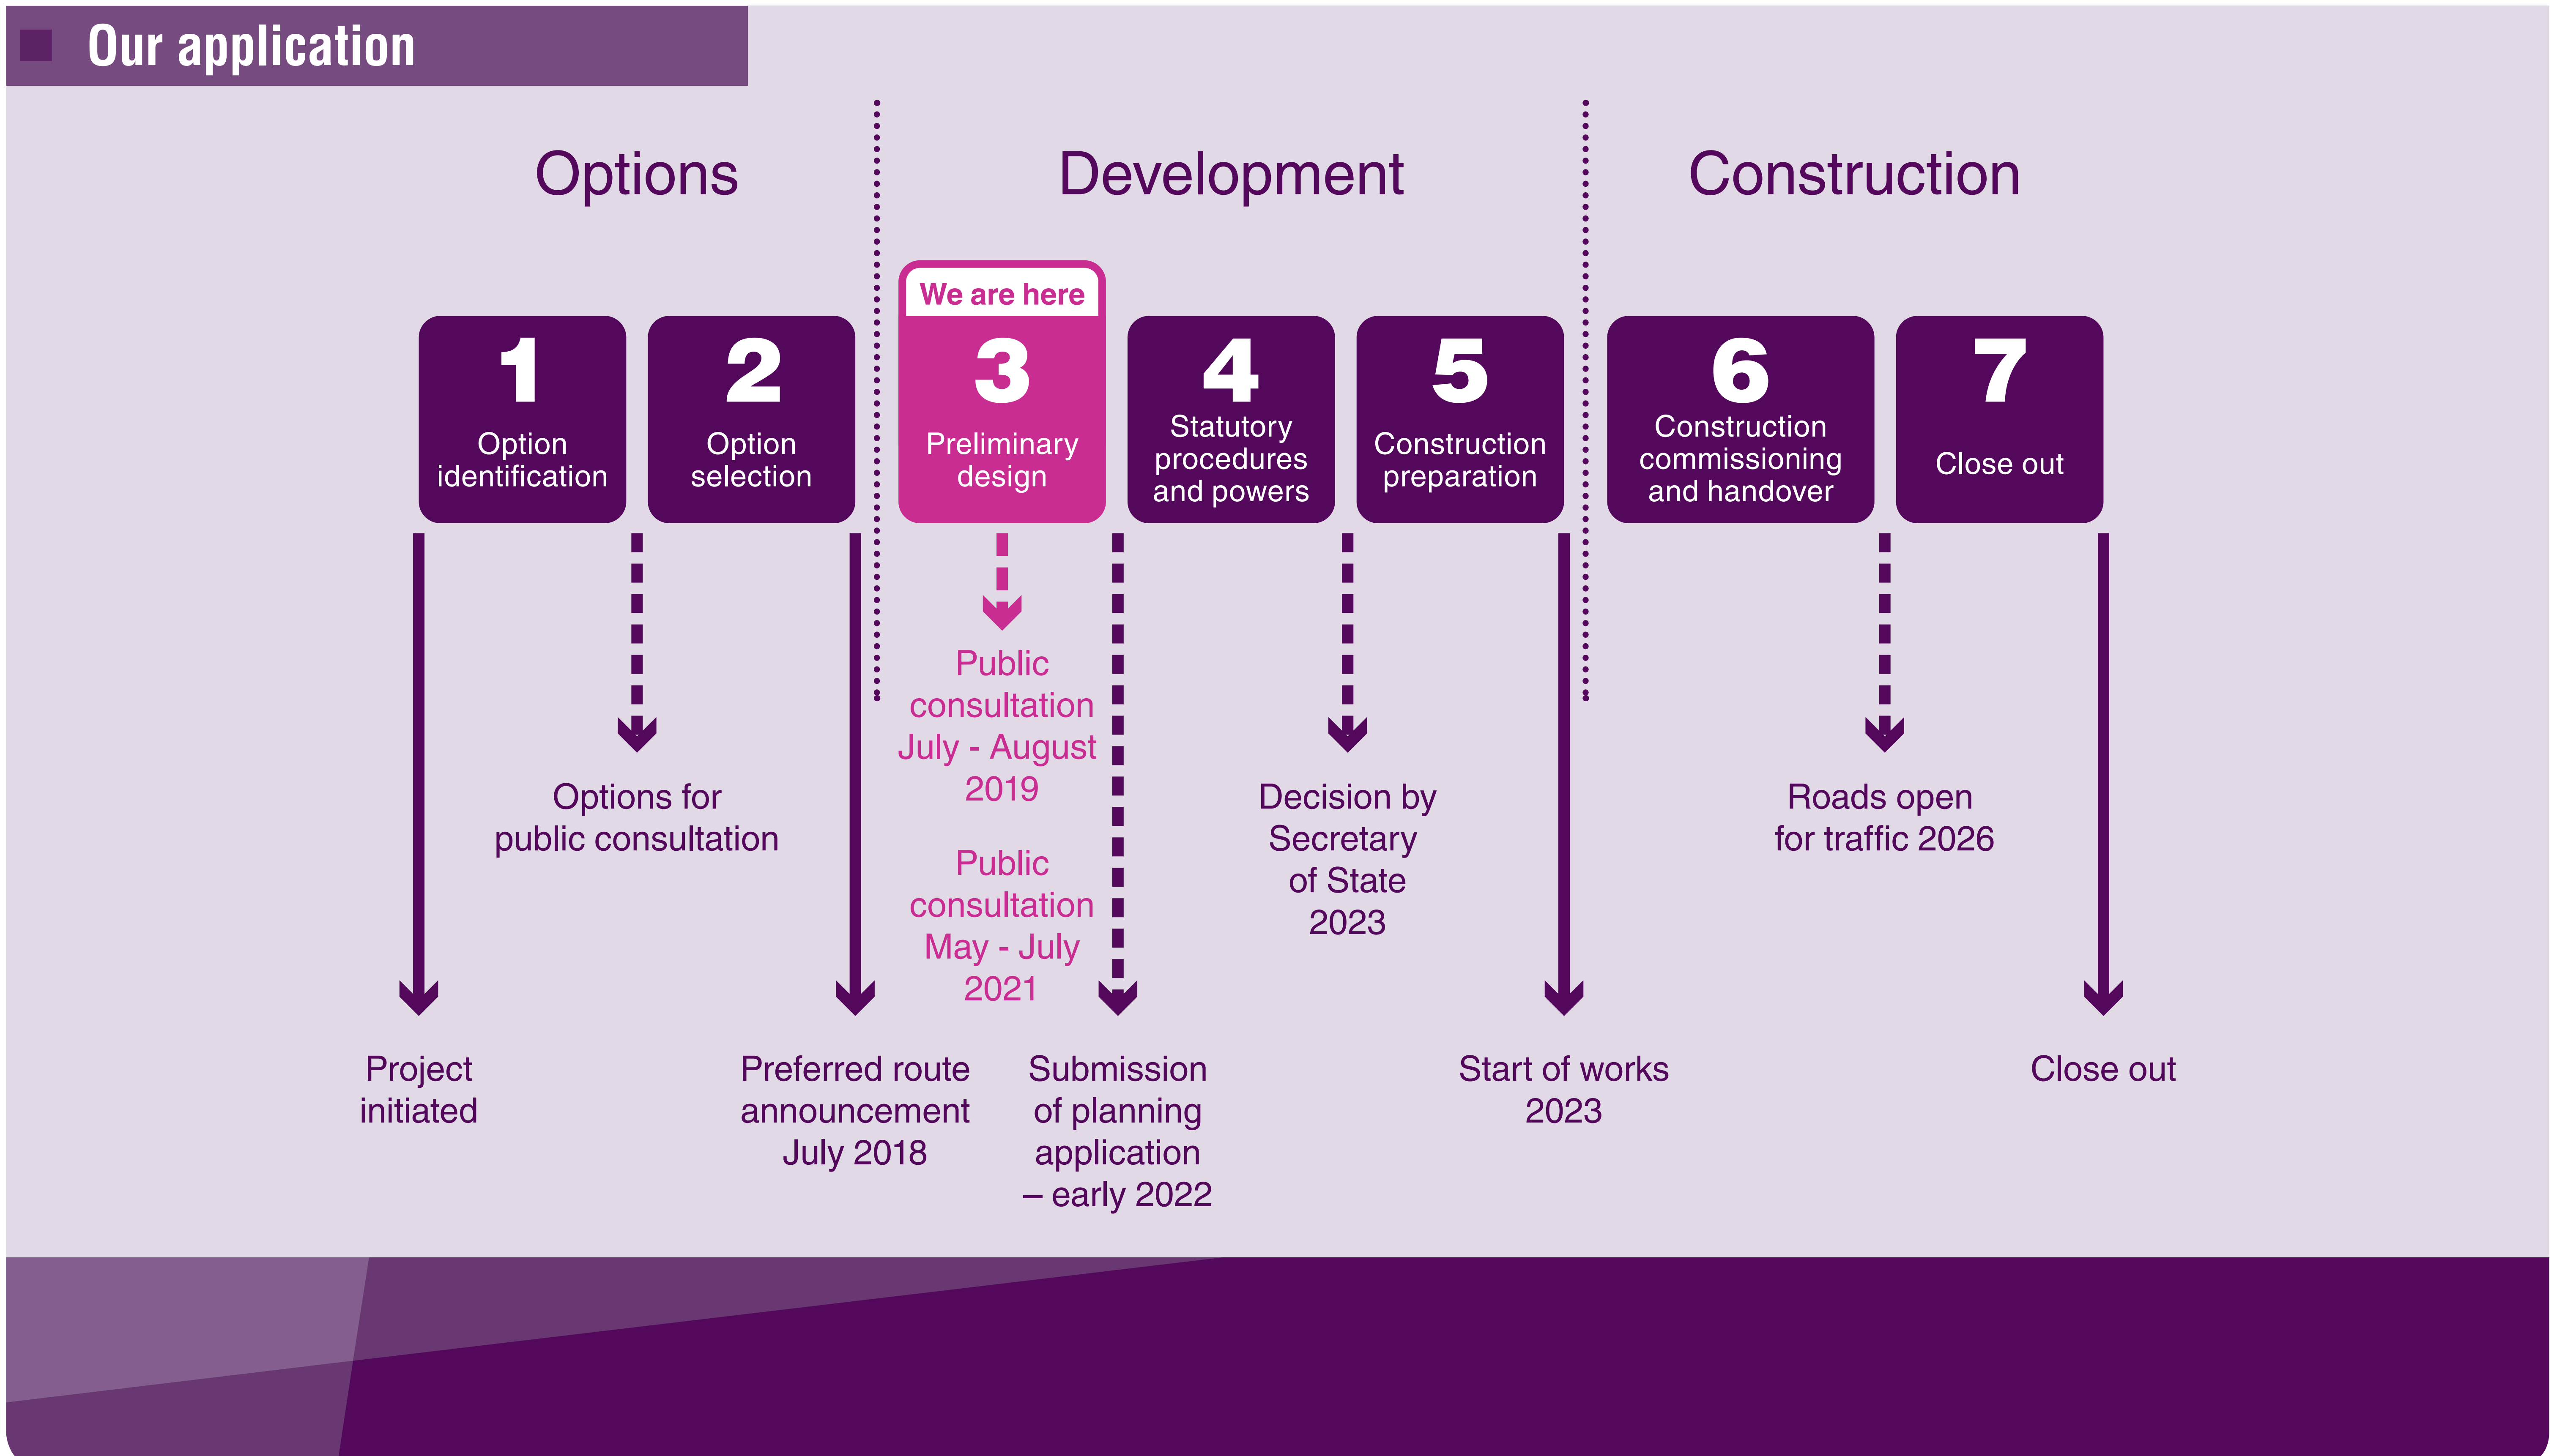 Our application
Options
Development
Construction
We are here
1
Option
identification
2
Option
selection
3
Preliminary
design
4
Statutory
procedures
and powers
5
Construction
preparation
6
Construction
commissioning
and handover
7
Close out
Project
initiated
Options for
public consultation
Preferred route
announcement
July 2018
Public
consultation
July - August
2019
Public
consultation
May - July
2021
Submission
of planning
application
– early 2022
Decision by
Secretary
of State
2023
Start of works
2023
Roads open
for traffic 2026
Close out